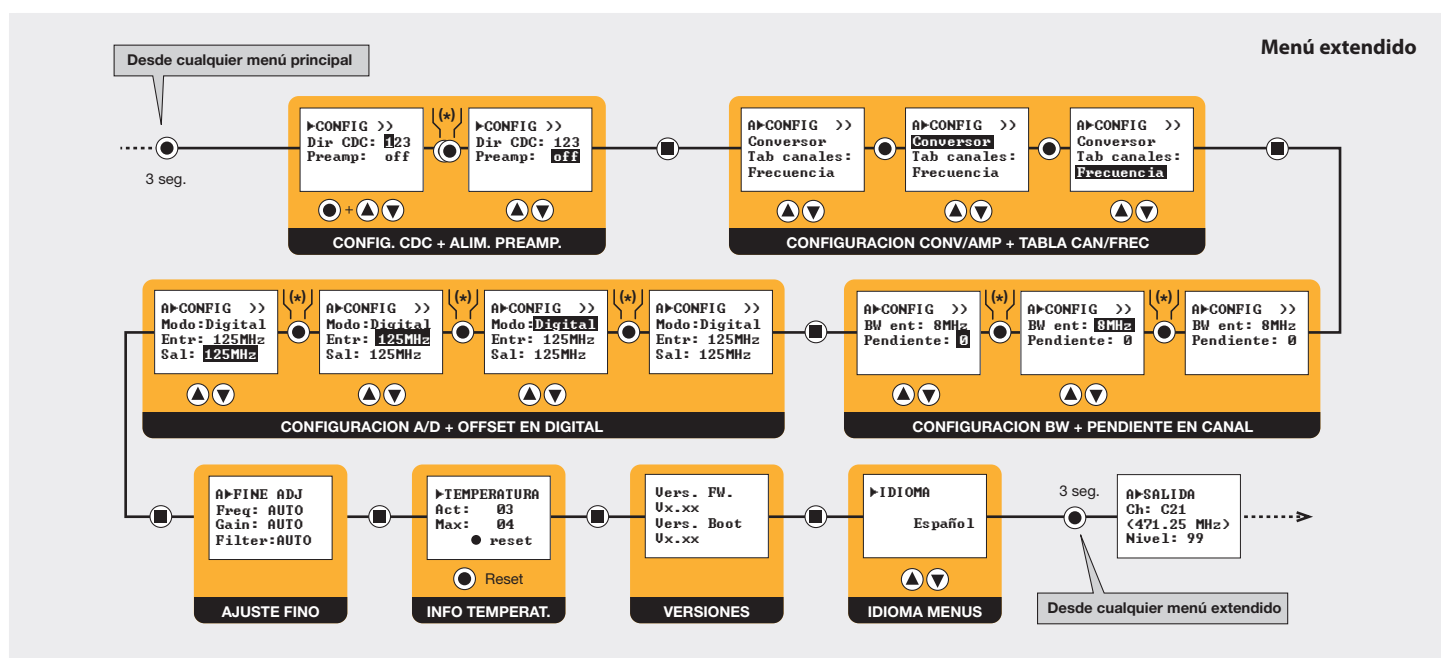 Menú extendido
Desde cualquier menú principal
3 seg.
▶CONFIG >>
Dir CDC: 123
Preamp: off
(*)
▶CONFIG >>
Dir CDC: 123
Preamp: off
+
CONFIG. CDC + ALIM. PREAMP.
A▶CONFIG >>
Conversor
Tab canales:
Frecuencia
A▶CONFIG >>
Conversor
Tab canales:
Frecuencia
A▶CONFIG >>
Conversor
Tab canales:
Frecuencia
CONFIGURACION CONV/AMP + TABLA CAN/FREC
A▶CONFIG >>
Modo:Digital
Entr: 125MHz
Sal: 125MHz
(*)
A▶CONFIG >>
Modo:Digital
Entr: 125MHz
Sal: 125MHz
(*)
A▶CONFIG >>
Modo:Digital
Entr: 125MHz
Sal: 125MHz
(*)
A▶CONFIG >>
Modo:Digital
Entr: 125MHz
Sal: 125MHz
CONFIGURACION A/D + OFFSET EN DIGITAL
A▶CONFIG >>
BW ent: 8MHz
Pendiente: 0
(*)
A▶CONFIG >>
BW ent: 8MHz
Pendiente: 0
(*)
A▶CONFIG >>
BW ent: 8MHz
Pendiente: 0
CONFIGURACION BW + PENDIENTE EN CANAL
A▶FINE ADJ
Freq: AUTO
Gain: AUTO
Filter:AUTO
AJUSTE FINO
▶TEMPERATURA
Act: 03
Max: 04
● reset
Reset
INFO TEMPERAT.
Vers. FW.
Vx.xx
Vers. Boot
Vx.xx
VERSIONES
▶IDIOMA
Español
IDIOMA MENUS
3 seg.
A▶SALIDA
Ch: C21
(471.25 MHz)
Nivel: 99
Desde cualquier menú extendido